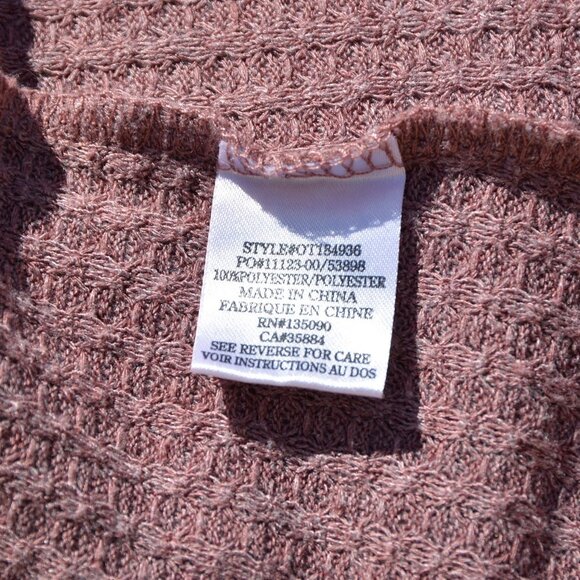 STYLE#OT184936
PO#11123-00/53898
100%POLYESTER/POLYESTER
MADE IN CHINA
FABRIQUE EN CHINE
RN#135090
CA#35884
SEE REVERSE FOR CARE
VOIR INSTRUCTIONS AU DOS